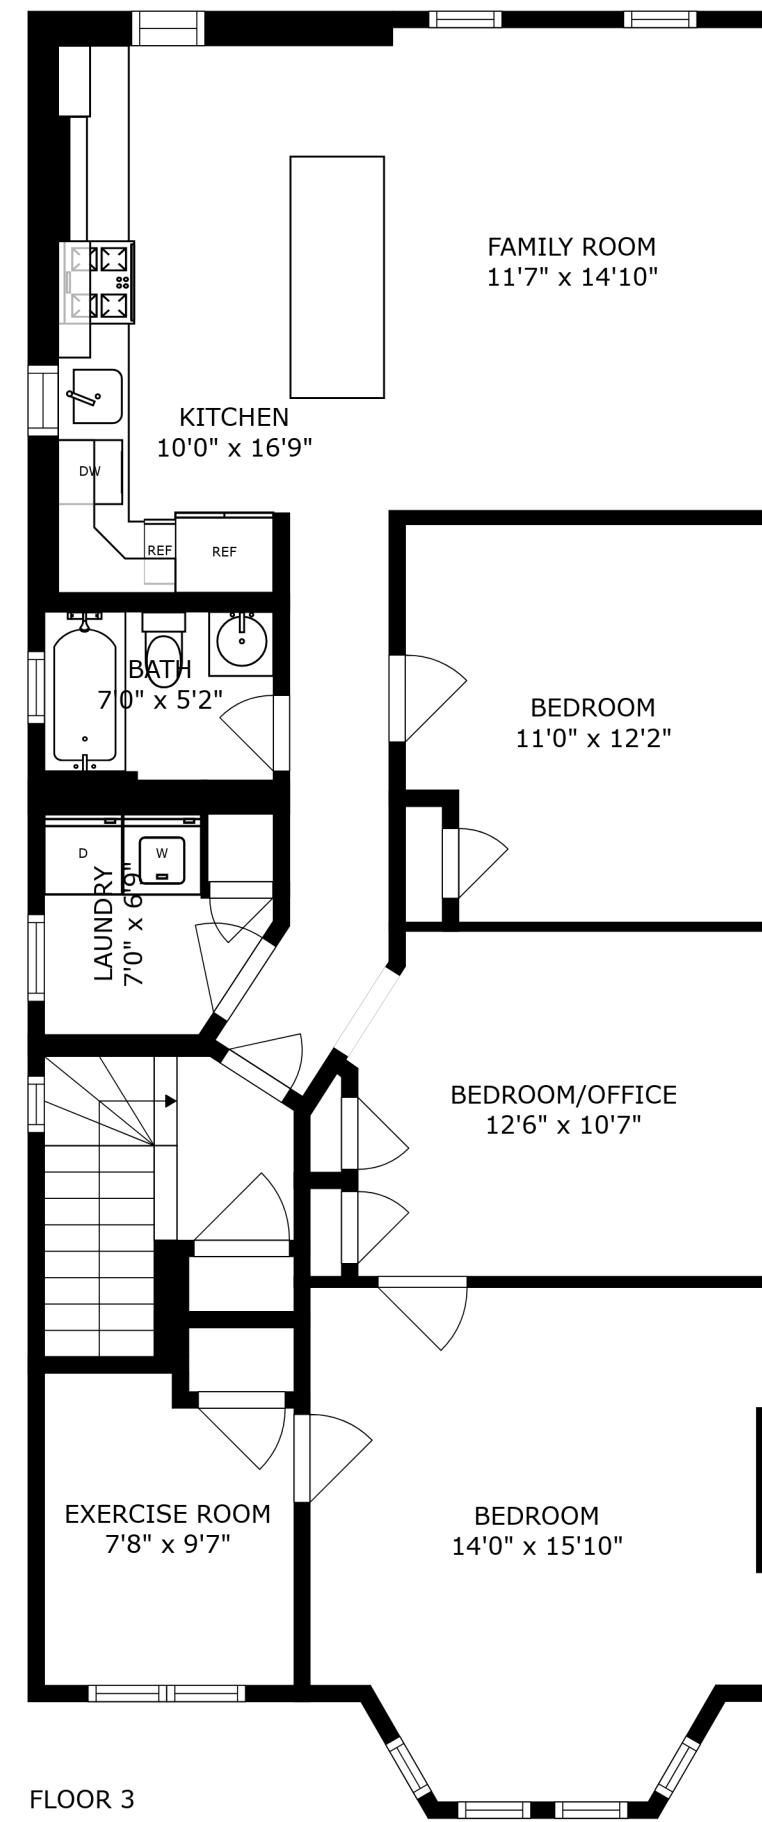 FAMILY ROOM
11'7" x 14'10"
KITCHEN
10'0" x 16'9"
DW
REF
REF
BATH
7'0" x 5'2"
BEDROOM
11'0" x 12'2"
D
W
LAUNDRY
7'0" x 6'9"
BEDROOM/OFFICE
12'6" x 10'7"
EXERCISE ROOM
7'8" x 9'7"
BEDROOM
14'0" x 15'10"
FLOOR 3